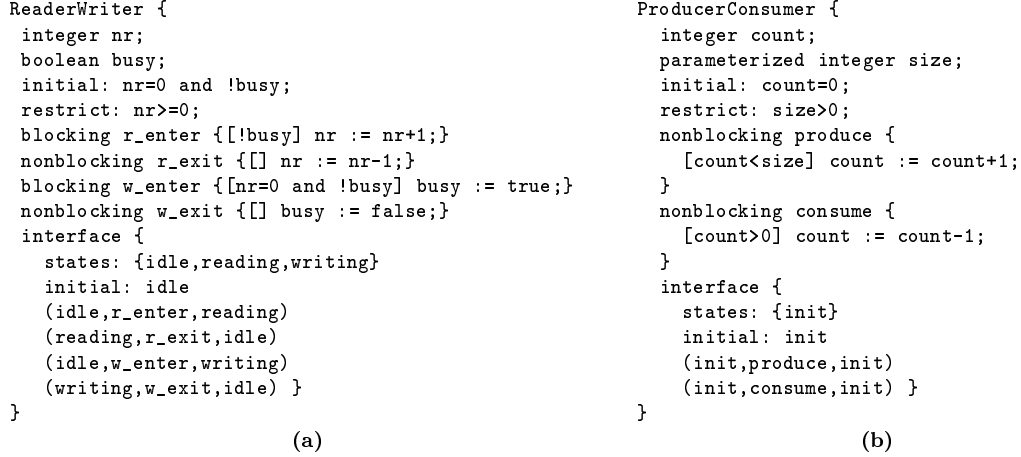 ReaderWriter {
integer nr;
boolean busy;
initial: nr=0 and !busy;
restrict: nr>=0;
blocking r_enter {[!busy] nr := nr+1;}
nonblocking r_exit {[] nr := nr-1;}
blocking w_enter {[nr=0 and !busy] busy := true;}
nonblocking w_exit {[] busy := false;}
interface {
states: {idle,reading,writing}
initial: idle
(idle,r_enter,reading)
(reading,r_exit,idle)
(idle,w_enter,writing)
(writing,w_exit,idle) }
}
(a)
ProducerConsumer {
integer count;
parameterized integer size;
initial: count=0;
restrict: size>0;
nonblocking produce {
[count<size] count := count+1;
}
nonblocking consume {
[count>0] count := count-1;
}
interface {
states: {init}
initial: init
(init,produce,init)
(init,consume,init) }
}
(b)